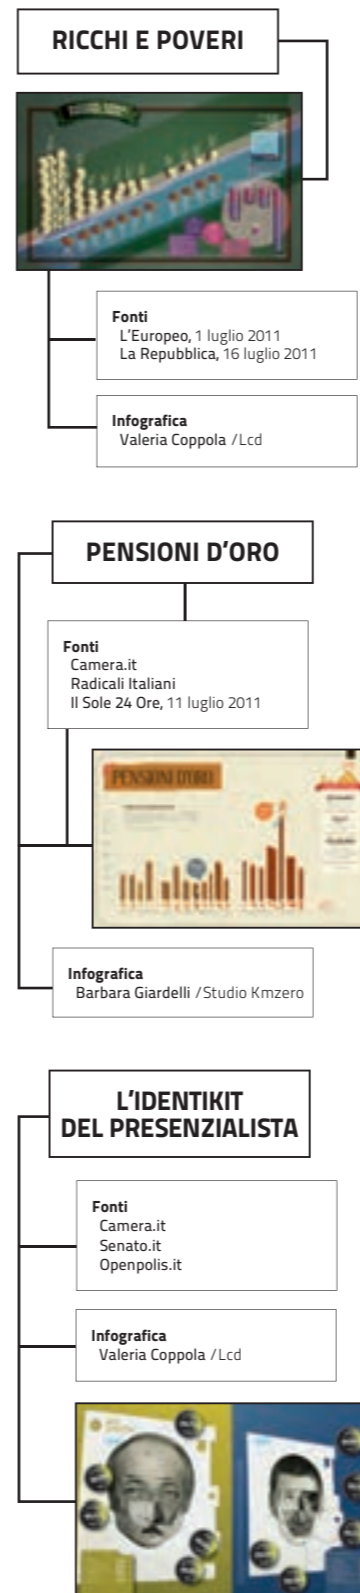 RICCHI E POVERI
Fonti
L'Europeo, 1 luglio 2011
La Repubblica, 16 luglio 2011
Infografica
Valeria Coppola /Lcd
PENSIONI D'ORO
Fonti
Camera.it
Radicali Italiani
Il Sole 24 Ore, 11 luglio 2011
PENSIONI D'ORO
Infografica
Barbara Giardelli /Studio Kmzero
L'IDENTIKIT
DEL PRESENZIALISTA
Fonti
Camera.it
Senato.it
Openpolis.it
Infografica
Valeria Coppola /Lcd